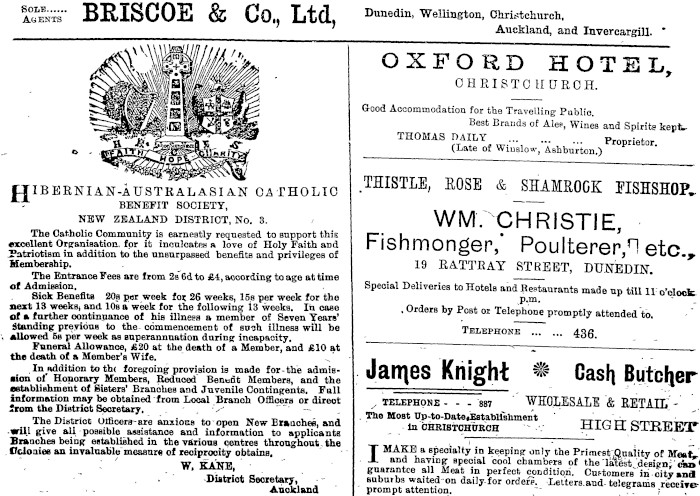 SOLE......
AGENTS
BRISCOE & Co., Ltd,
Dunedin, Wellington, Christchurch,
Auckland, and Invercargill.
FAITH HOPE CHARITY
HIBERNIAN-AUSTRALASIAN CATHOLIC
BENEFIT SOCIETY,
NEW ZEALAND DISTRICT, No. 3.
The Catholic Community is earnestly requested to support this
excellent Organisation. for it inculcates a love of Holy Faith and
Patriotism in addition to the unsurpassed benefits and privileges of
Membership.
The Entrance Fees are from 2s 6d to £4, according to age at time
of Admission.
Sick Benefits 20s per week for 26 weeks, 15s per week for the
next 13 weeks, and 10s a week for the following 13 weeks. In case
of a further continuance of his illness a member of Seven Years'
Standing previous to the commencement of such illness will be
allowed 5s per week as superannuation during incapacity.
Funeral Allowance, £20 at the death of a Member, and £10 at
the death of a Member's Wife.
In addition to the foregoing provision is made for the admis-
sion of Honorary Members, Reduced Benefit Members, and the
establishment of Sisters' Branches and Juvenile Contingents. Full
information may be obtained from Local Branch Officers or direct
from the District Secretary.
The District Officers are anxious to open New Branches, and
will give all possible assistance and information to applicants
Branches being established in the various centres throughout the
Colonies an invaluable measure of reciprocity obtains.
W. KANE,
District Secretary,
Auckland
OXFORD HOTEL,
CHRISTCHURCH.
Good Accommodation for the Travelling Public.
Best Brands of Ales, Wines and Spirits kept.
THOMAS DAILY ... ... ... Proprietor.
(Late of Winslow, Ashburton.)
THISTLE, ROSE & SHAMROCK FISHSHOP.
WM. CHRISTIE,
Fishmonger, Poulterer, etc.,
19 RATTRAY STREET, DUNEDIN.
Special Deliveries to Hotels and Restaurants made up till 11 o'clock
p.m.
Orders by Post or Telephone promptly attended to.
TELEPHONE ... ... 436.
James Knight Cash Butcher
TELEPHONE - - - 887 WHOLESALE & RETAIL
The Most Up-to-Date Establishment
in CHRISTCHURCH HIGH STREET
I MAKE a specialty in keeping only the Primest Quality of Meat,
and having special cool chambers of the latest design, can
guarantee all Meat in perfect condition. Customers in city and
suburbs waited on daily for orders. Letters and telegrams receive
prompt attention.